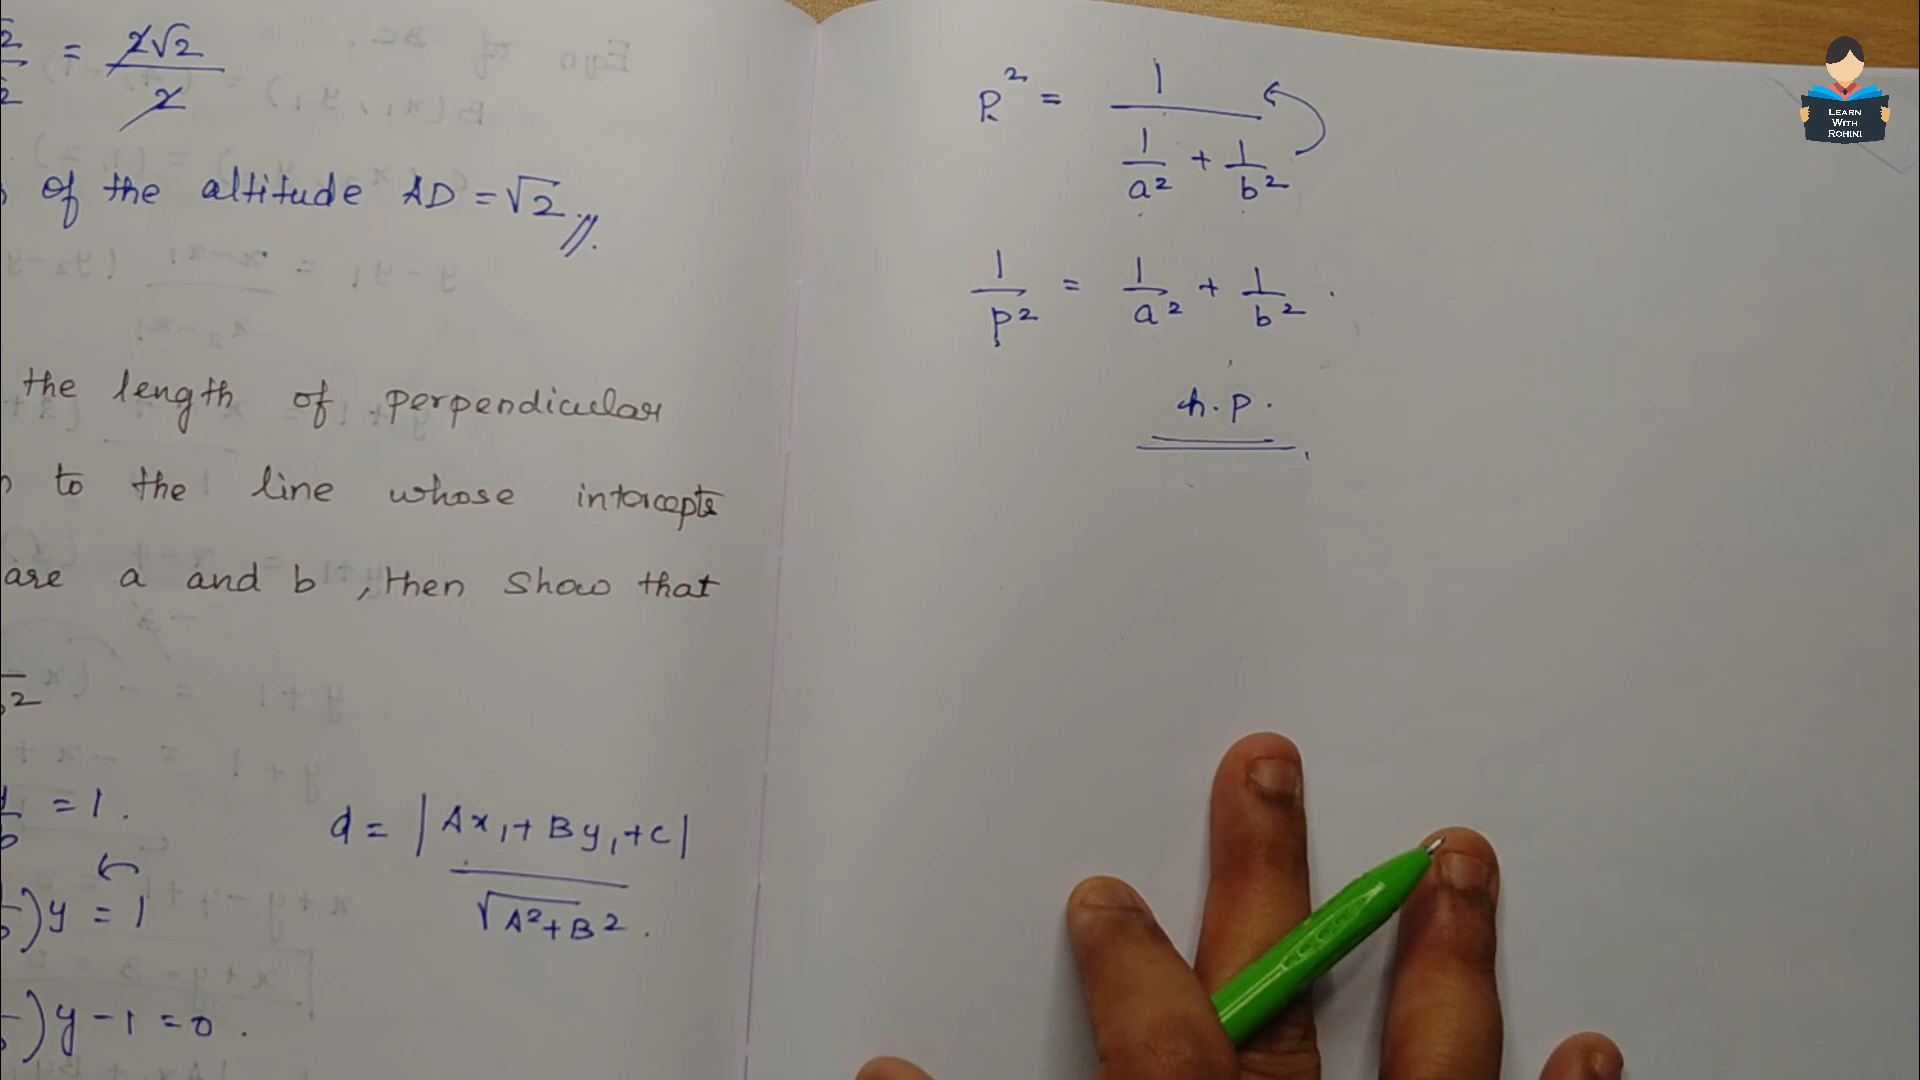 = 2√2 / 2
of the altitude AD = √2 //.
the length of perpendicular
to the line whose intercepts
are a and b , then show that
= 1 .
d = | Ax₁ + By₁ + C | / √A² + B² .
) y = 1
) y - 1 = 0 .
P² = 1 / 1/a² + 1/b²
1/P² = 1/a² + 1/b² .
h . p .
LEARN
WITH
ROHINI